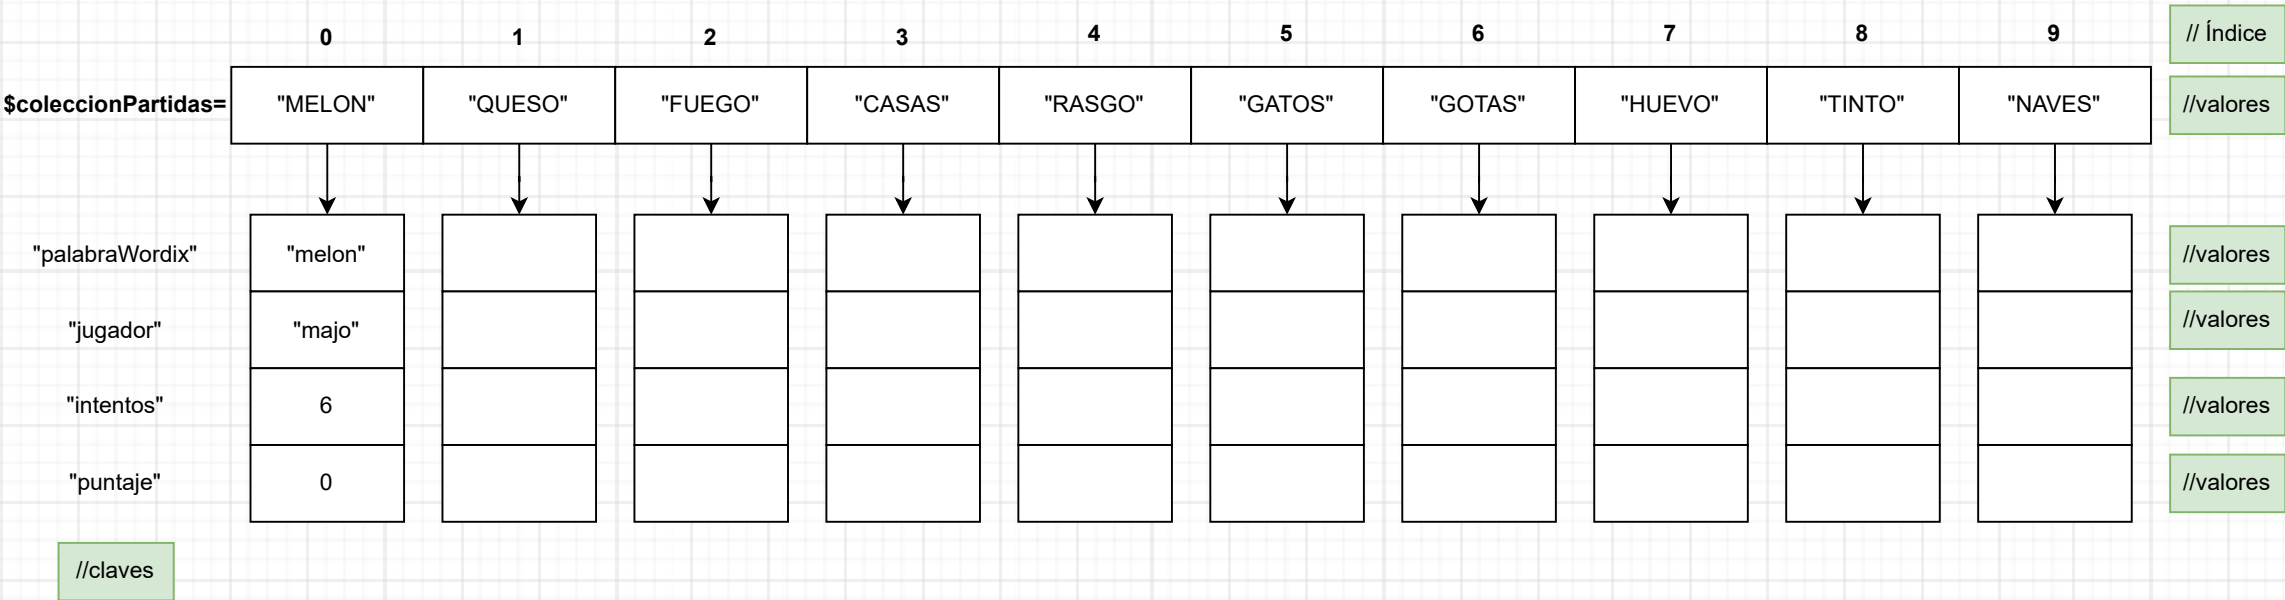 0 1 2 3 4 5 6 7 8 9 // Índice
$coleccionPartidas= "MELON" "QUESO" "FUEGO" "CASAS" "RASGO" "GATOS" "GOTAS" "HUEVO" "TINTO" "NAVES" //valores
"palabraWordix" "melon" //valores
"jugador" "majo" //valores
"intentos" 6 //valores
"puntaje" 0 //valores
//claves